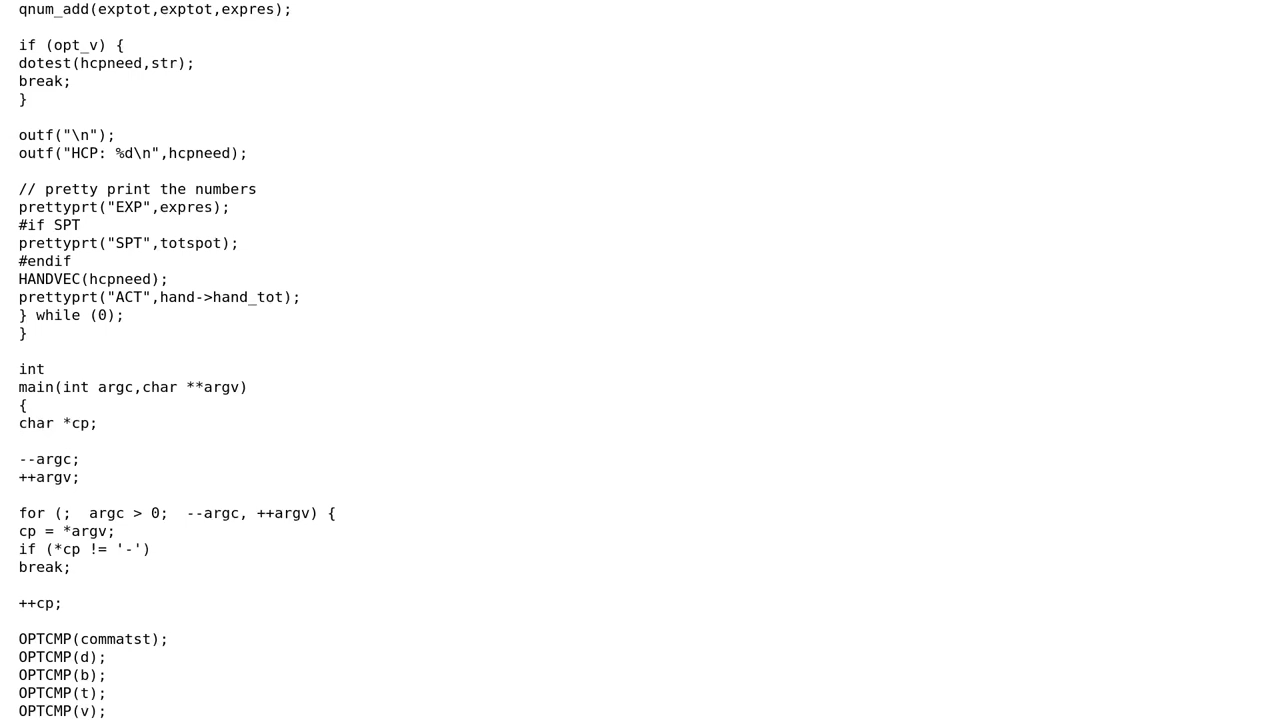 qnum_add(exptot,exptot,expres);

if (opt_v) {
dotest(hcpneed,str);
break;
}

outf("\n");
outf("HCP: %d\n",hcpneed);

// pretty print the numbers
prettyprt("EXP",expres);
#if SPT
prettyprt("SPT",totspot);
#endif
HANDVEC(hcpneed);
prettyprt("ACT",hand->hand_tot);
} while (0);
}

int
main(int argc,char **argv)
{
char *cp;

--argc;
++argv;

for (;  argc > 0;  --argc, ++argv) {
cp = *argv;
if (*cp != '-')
break;

++cp;

OPTCMP(commatst);
OPTCMP(d);
OPTCMP(b);
OPTCMP(t);
OPTCMP(v);